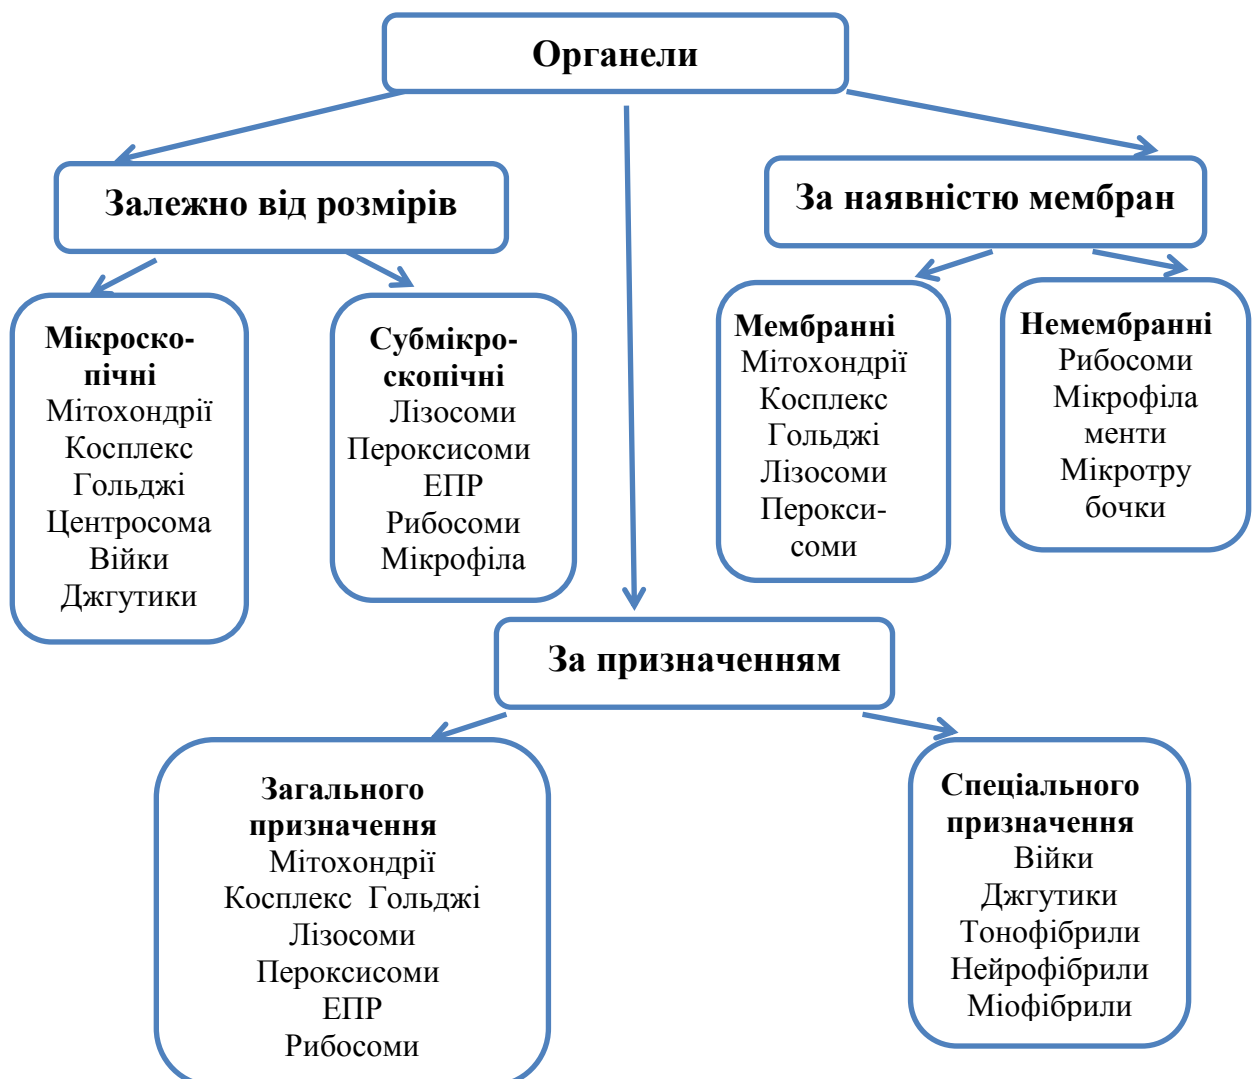 Органели
Залежно від розмірів
За наявністю мембран
Мікроско-
пічні
Мітохондрії
Косплекс
Гольджі
Центросома
Війки
Джгутики
Субмікро-
скопічні
Лізосоми
Пероксисоми
ЕПР
Рибосоми
Мікрофіла
Мембранні
Мітохондрії
Косплекс
Гольджі
Лізосоми
Перокси-
соми
Немембранні
Рибосоми
Мікрофіла
менти
Мікротру
бочки
За призначенням
Загального
призначення
Мітохондрії
Косплекс Гольджі
Лізосоми
Пероксисоми
ЕПР
Рибосоми
Спеціального
призначення
Війки
Джгутики
Тонофібрили
Нейрофібрили
Міофібрили